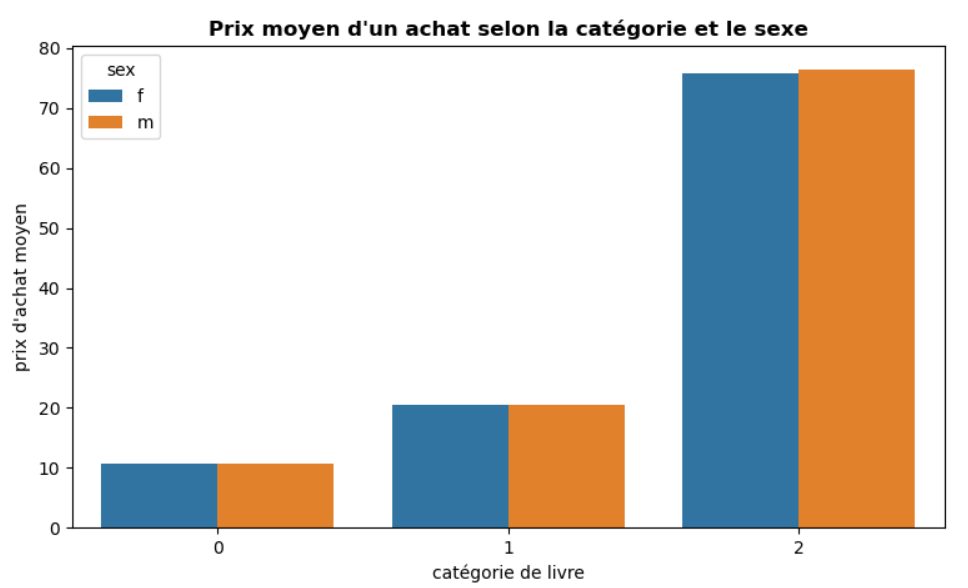 Prix moyen d'un achat selon la catégorie et le sexe
80
70
60
50
40
30
20
10
0
prix d'achat moyen
sex
f
m
0 1 2
catégorie de livre